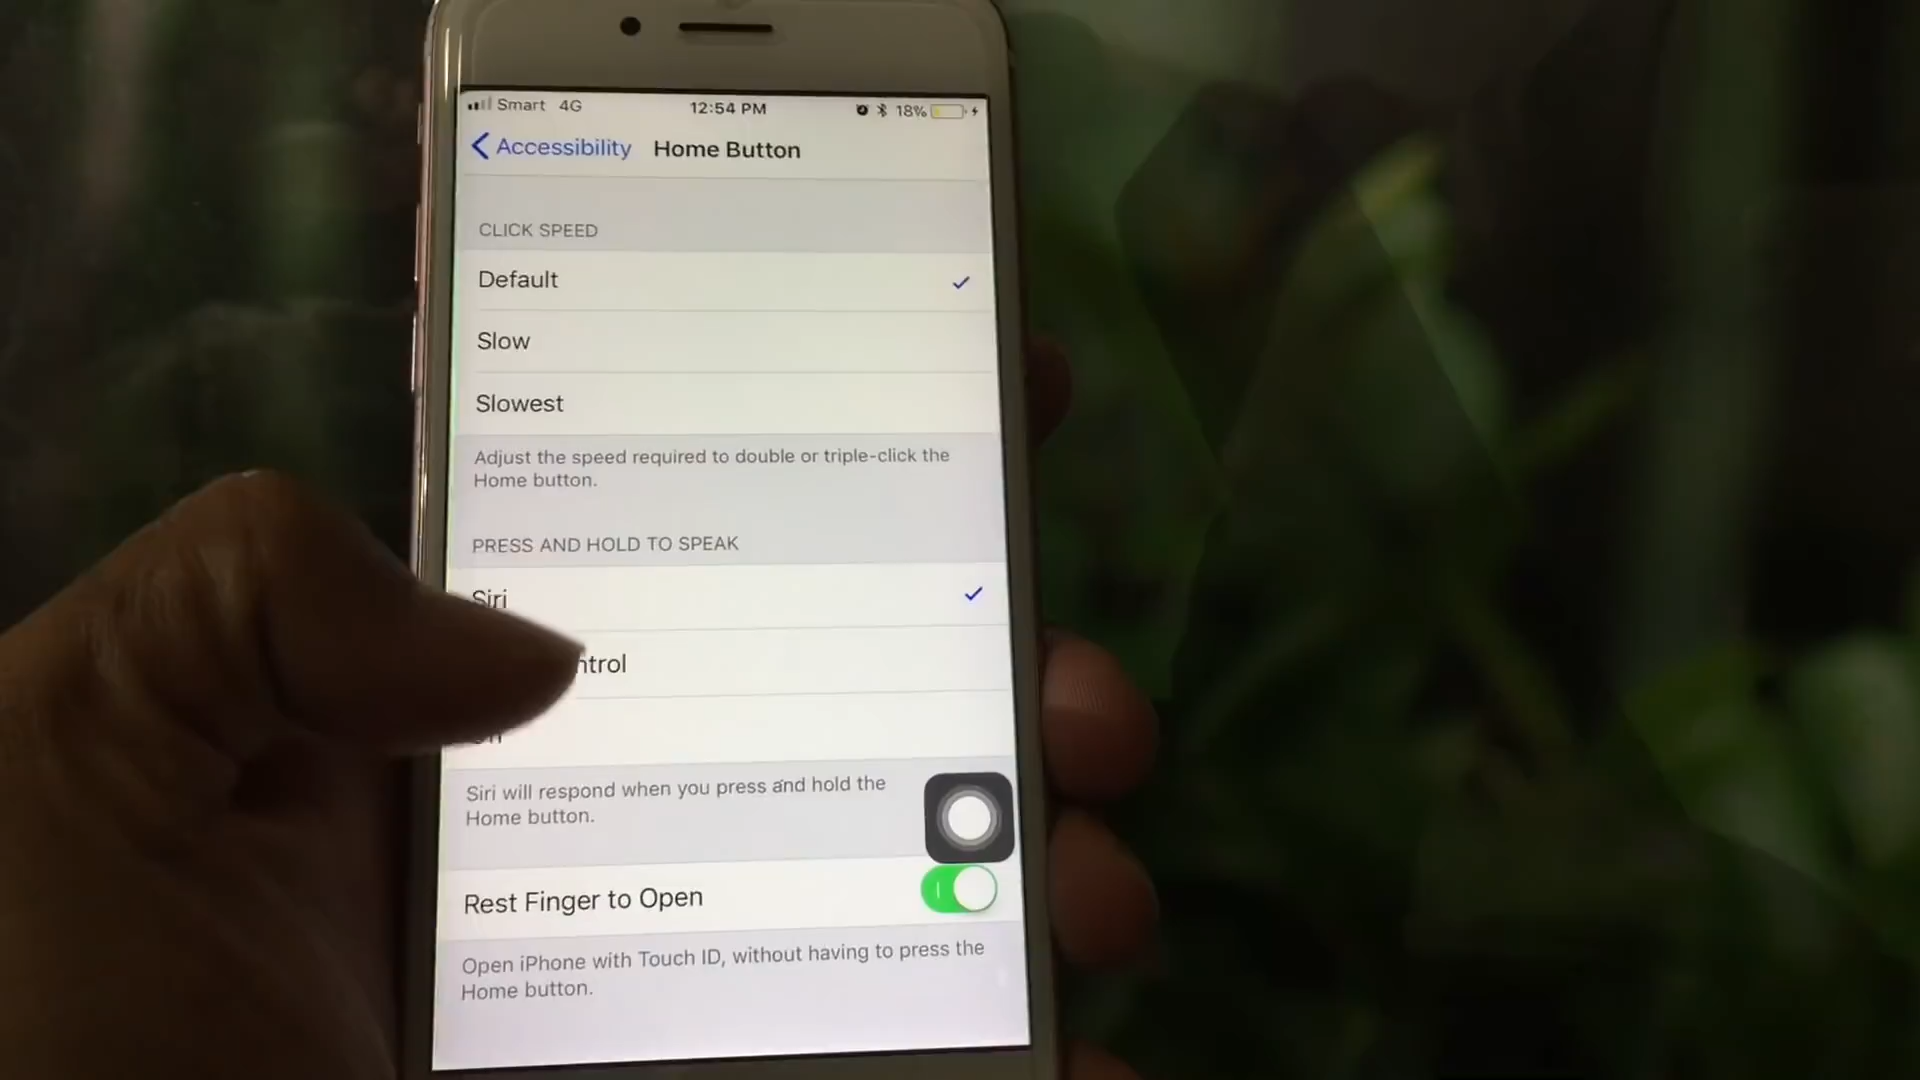 Smart 4G 12:54 PM 18%
Accessibility Home Button
CLICK SPEED
Default
Slow
Slowest
Adjust the speed required to double or triple-click the
Home button.
PRESS AND HOLD TO SPEAK
Siri
ntrol
Siri will respond when you press and hold the
Home button.
Rest Finger to Open
Open iPhone with Touch ID, without having to press the
Home button.